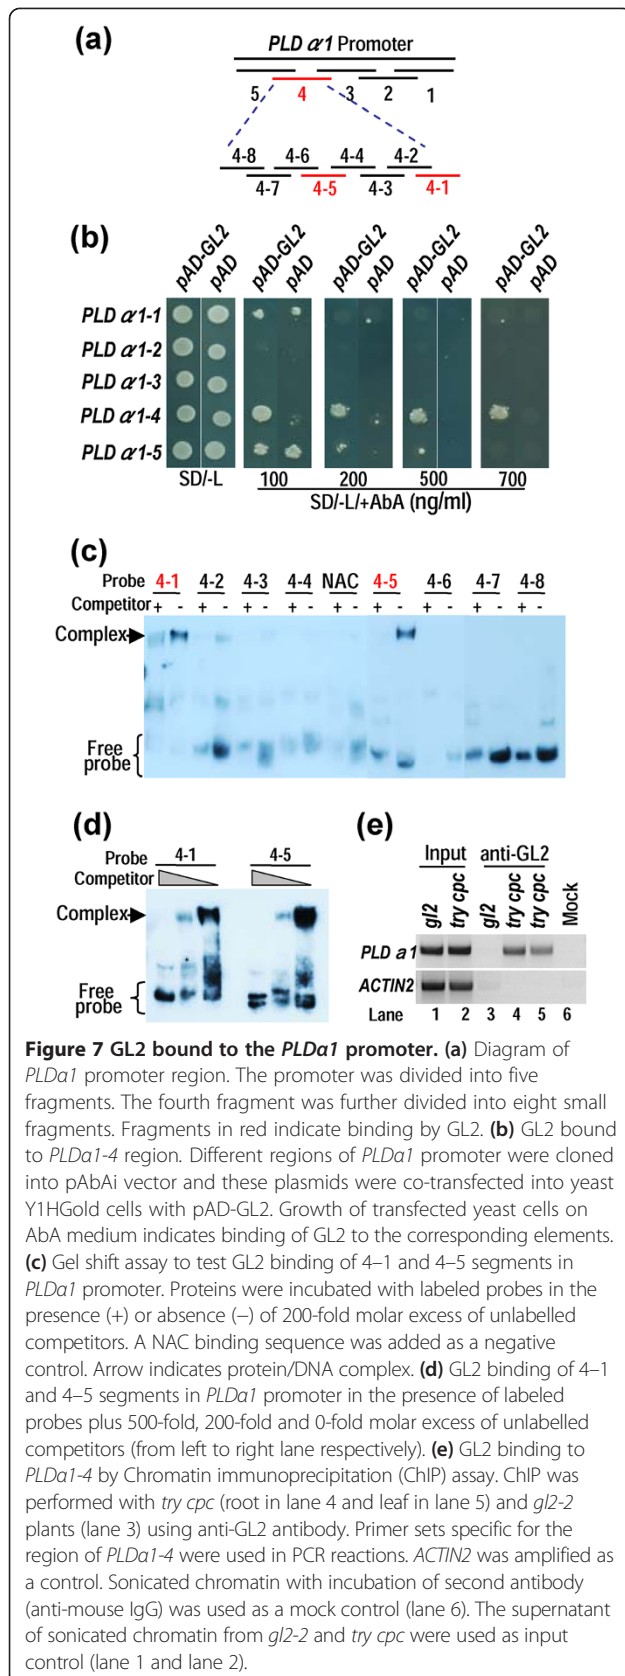 (a)
PLD α1 Promoter
5 4 3 2 1
4-8 4-6 4-4 4-2
4-7 4-5 4-3 4-1
(b)
pAD-GL2 pAD pAD-GL2 pAD pAD-GL2 pAD pAD-GL2 pAD pAD-GL2 pAD
PLD α1-1
PLD α1-2
PLD α1-3
PLD α1-4
PLD α1-5
SD/-L 100 200 500 700
SD/-L/+AbA (ng/ml)
(c)
Probe 4-1 4-2 4-3 4-4 NAC 4-5 4-6 4-7 4-8
Competitor + - + - + - + - + - + - + - + - + -
Complex
Free
probe
(d)
Probe 4-1 4-5
Competitor
Complex
Free
probe
(e)
Input anti-GL2
gl2 try cpc gl2 try cpc try cpc Mock
PLD a1
ACTIN2
Lane 1 2 3 4 5 6
Figure 7 GL2 bound to the PLDα1 promoter. (a) Diagram of
PLDα1 promoter region. The promoter was divided into five
fragments. The fourth fragment was further divided into eight small
fragments. Fragments in red indicate binding by GL2. (b) GL2 bound
to PLDα1-4 region. Different regions of PLDα1 promoter were cloned
into pAbAi vector and these plasmids were co-transfected into yeast
Y1HGold cells with pAD-GL2. Growth of transfected yeast cells on
AbA medium indicates binding of GL2 to the corresponding elements.
(c) Gel shift assay to test GL2 binding of 4–1 and 4–5 segments in
PLDα1 promoter. Proteins were incubated with labeled probes in the
presence (+) or absence (−) of 200-fold molar excess of unlabelled
competitors. A NAC binding sequence was added as a negative
control. Arrow indicates protein/DNA complex. (d) GL2 binding of 4–1
and 4–5 segments in PLDα1 promoter in the presence of labeled
probes plus 500-fold, 200-fold and 0-fold molar excess of unlabelled
competitors (from left to right lane respectively). (e) GL2 binding to
PLDα1-4 by Chromatin immunoprecipitation (ChIP) assay. ChIP was
performed with try cpc (root in lane 4 and leaf in lane 5) and gl2-2
plants (lane 3) using anti-GL2 antibody. Primer sets specific for the
region of PLDα1-4 were used in PCR reactions. ACTIN2 was amplified as
a control. Sonicated chromatin with incubation of second antibody
(anti-mouse IgG) was used as a mock control (lane 6). The supernatant
of sonicated chromatin from gl2-2 and try cpc were used as input
control (lane 1 and lane 2).